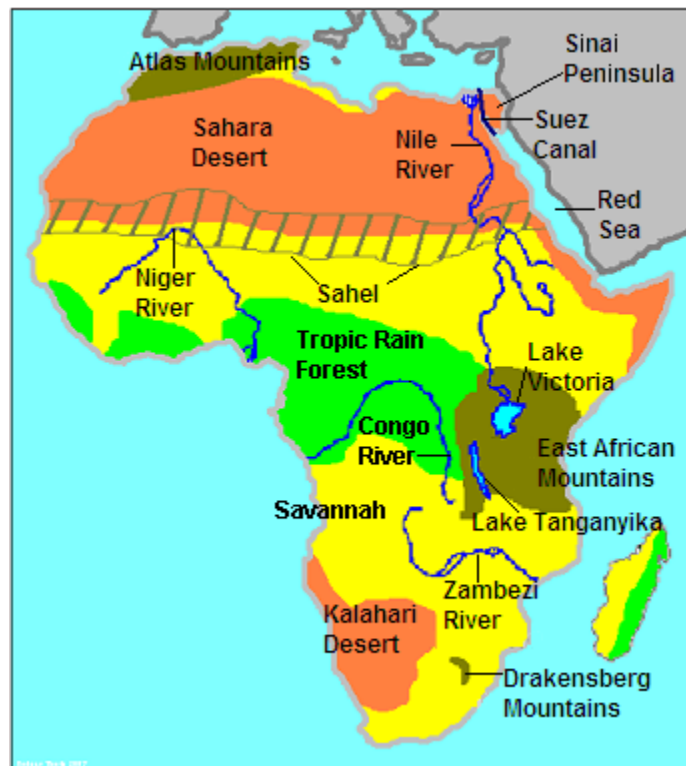 Atlas Mountains
Sinai
Peninsula
Sahara
Desert
Nile
River
Suez
Canal
Red
Sea
Niger
River
Sahel
Tropic Rain
Forest
Lake
Victoria
Congo
River
East African
Mountains
Savannah
Lake Tanganyika
Kalahari
Desert
Zambezi
River
Drakensberg
Mountains